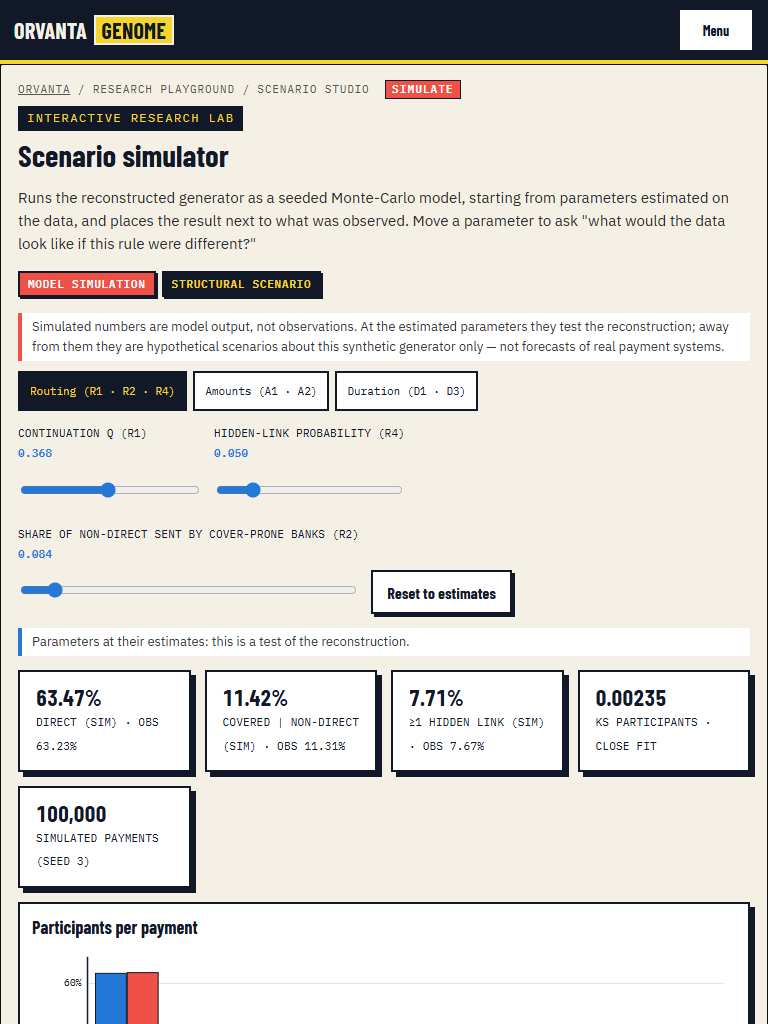 ORVANTA GENOME
Menu
ORVANTA / RESEARCH PLAYGROUND / SCENARIO STUDIO SIMULATE
INTERACTIVE RESEARCH LAB
Scenario simulator
Runs the reconstructed generator as a seeded Monte-Carlo model, starting from parameters estimated on
the data, and places the result next to what was observed. Move a parameter to ask "what would the data
look like if this rule were different?"
MODEL SIMULATION STRUCTURAL SCENARIO
Simulated numbers are model output, not observations. At the estimated parameters they test the reconstruction; away
from them they are hypothetical scenarios about this synthetic generator only — not forecasts of real payment systems.
Routing (R1 · R2 · R4) Amounts (A1 · A2) Duration (D1 · D3)
CONTINUATION Q (R1)
0.368
HIDDEN-LINK PROBABILITY (R4)
0.050
SHARE OF NON-DIRECT SENT BY COVER-PRONE BANKS (R2)
0.084
Reset to estimates
Parameters at their estimates: this is a test of the reconstruction.
63.47%
DIRECT (SIM) · OBS
63.23%
11.42%
COVERED | NON-DIRECT
(SIM) · OBS 11.31%
7.71%
≥1 HIDDEN LINK (SIM)
· OBS 7.67%
0.00235
KS PARTICIPANTS ·
CLOSE FIT
100,000
SIMULATED PAYMENTS
(SEED 3)
Participants per payment
60%